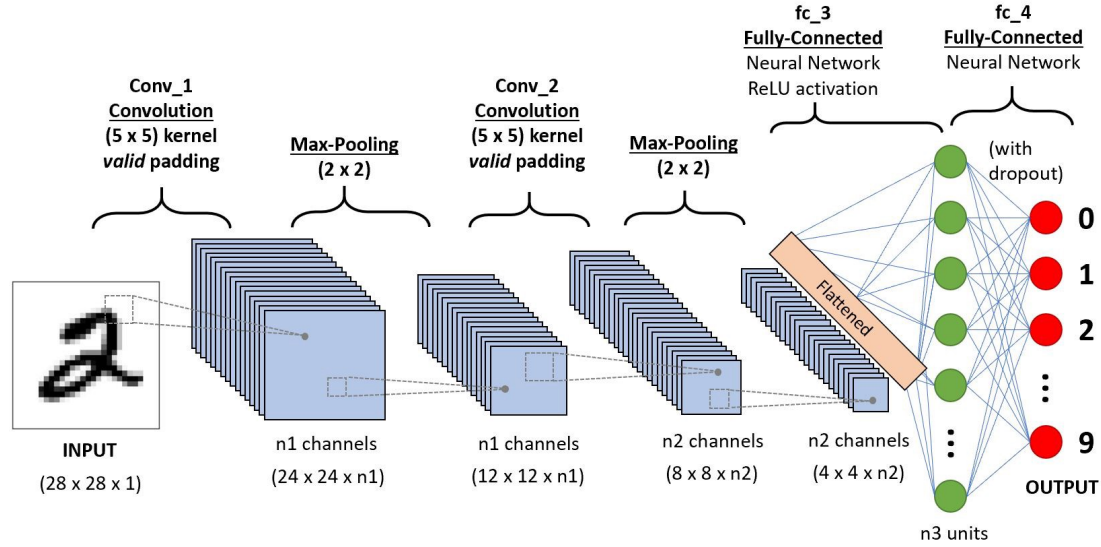 Conv_1
Convolution
(5 x 5) kernel
valid padding
Max-Pooling
(2 x 2)
Conv_2
Convolution
(5 x 5) kernel
valid padding
Max-Pooling
(2 x 2)
fc_3
Fully-Connected
Neural Network
ReLU activation
fc_4
Fully-Connected
Neural Network
(with
dropout)
2
INPUT
(28 x 28 x 1)
n1 channels
(24 x 24 x n1)
n1 channels
(12 x 12 x n1)
n2 channels
(8 x 8 x n2)
n2 channels
(4 x 4 x n2)
Flattened
n3 units
0
1
2
9
OUTPUT